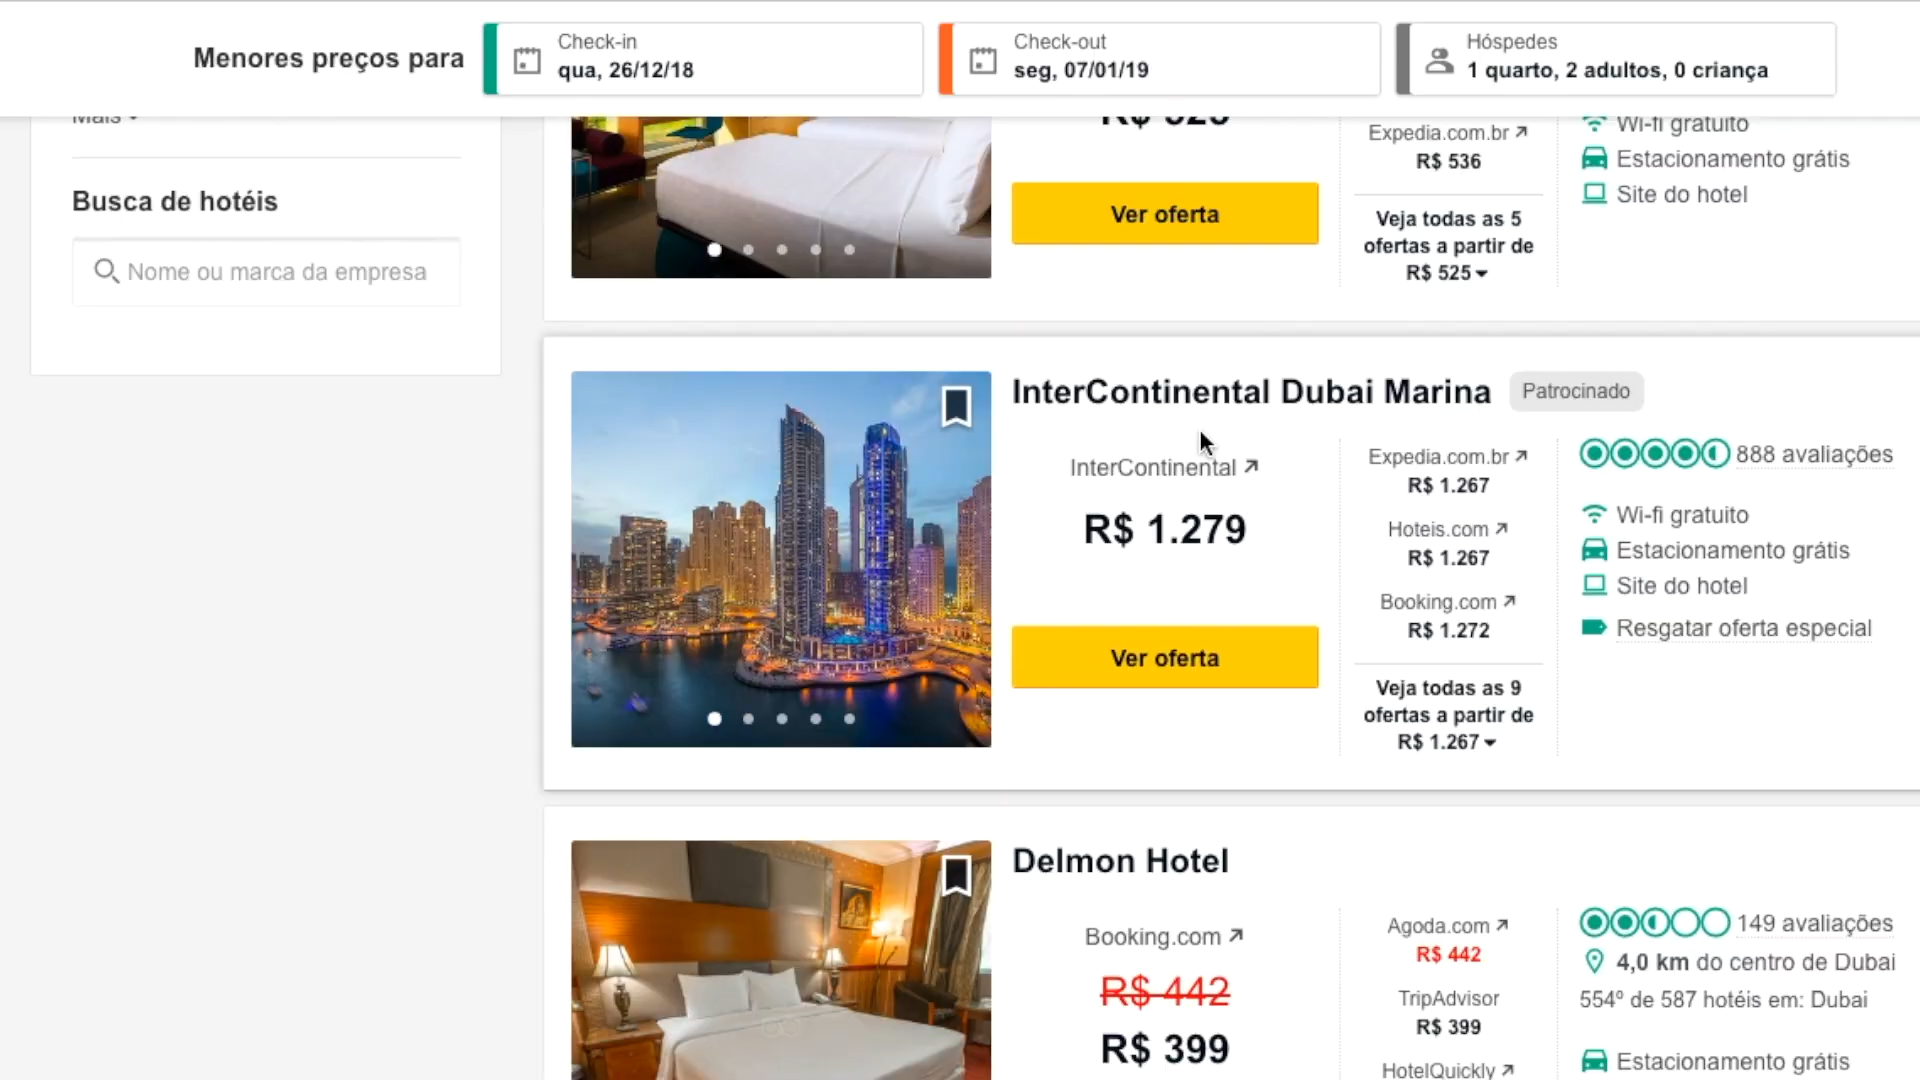 Menores preços para
Check-in
qua, 26/12/18
Check-out
seg, 07/01/19
Hóspedes
1 quarto, 2 adultos, 0 criança
Mais
Busca de hotéis
Nome ou marca da empresa
R$ 525
Ver oferta
Expedia.com.br
R$ 536
Veja todas as 5
ofertas a partir de
R$ 525
Wi-fi gratuito
Estacionamento grátis
Site do hotel
InterContinental Dubai Marina
Patrocinado
InterContinental
R$ 1.279
Ver oferta
Expedia.com.br
R$ 1.267
Hoteis.com
R$ 1.267
Booking.com
R$ 1.272
Veja todas as 9
ofertas a partir de
R$ 1.267
888 avaliações
Wi-fi gratuito
Estacionamento grátis
Site do hotel
Resgatar oferta especial
Delmon Hotel
Booking.com
R$ 442
R$ 399
Agoda.com
R$ 442
TripAdvisor
R$ 399
HotelQuickly
149 avaliações
4,0 km do centro de Dubai
554º de 587 hotéis em: Dubai
Estacionamento grátis